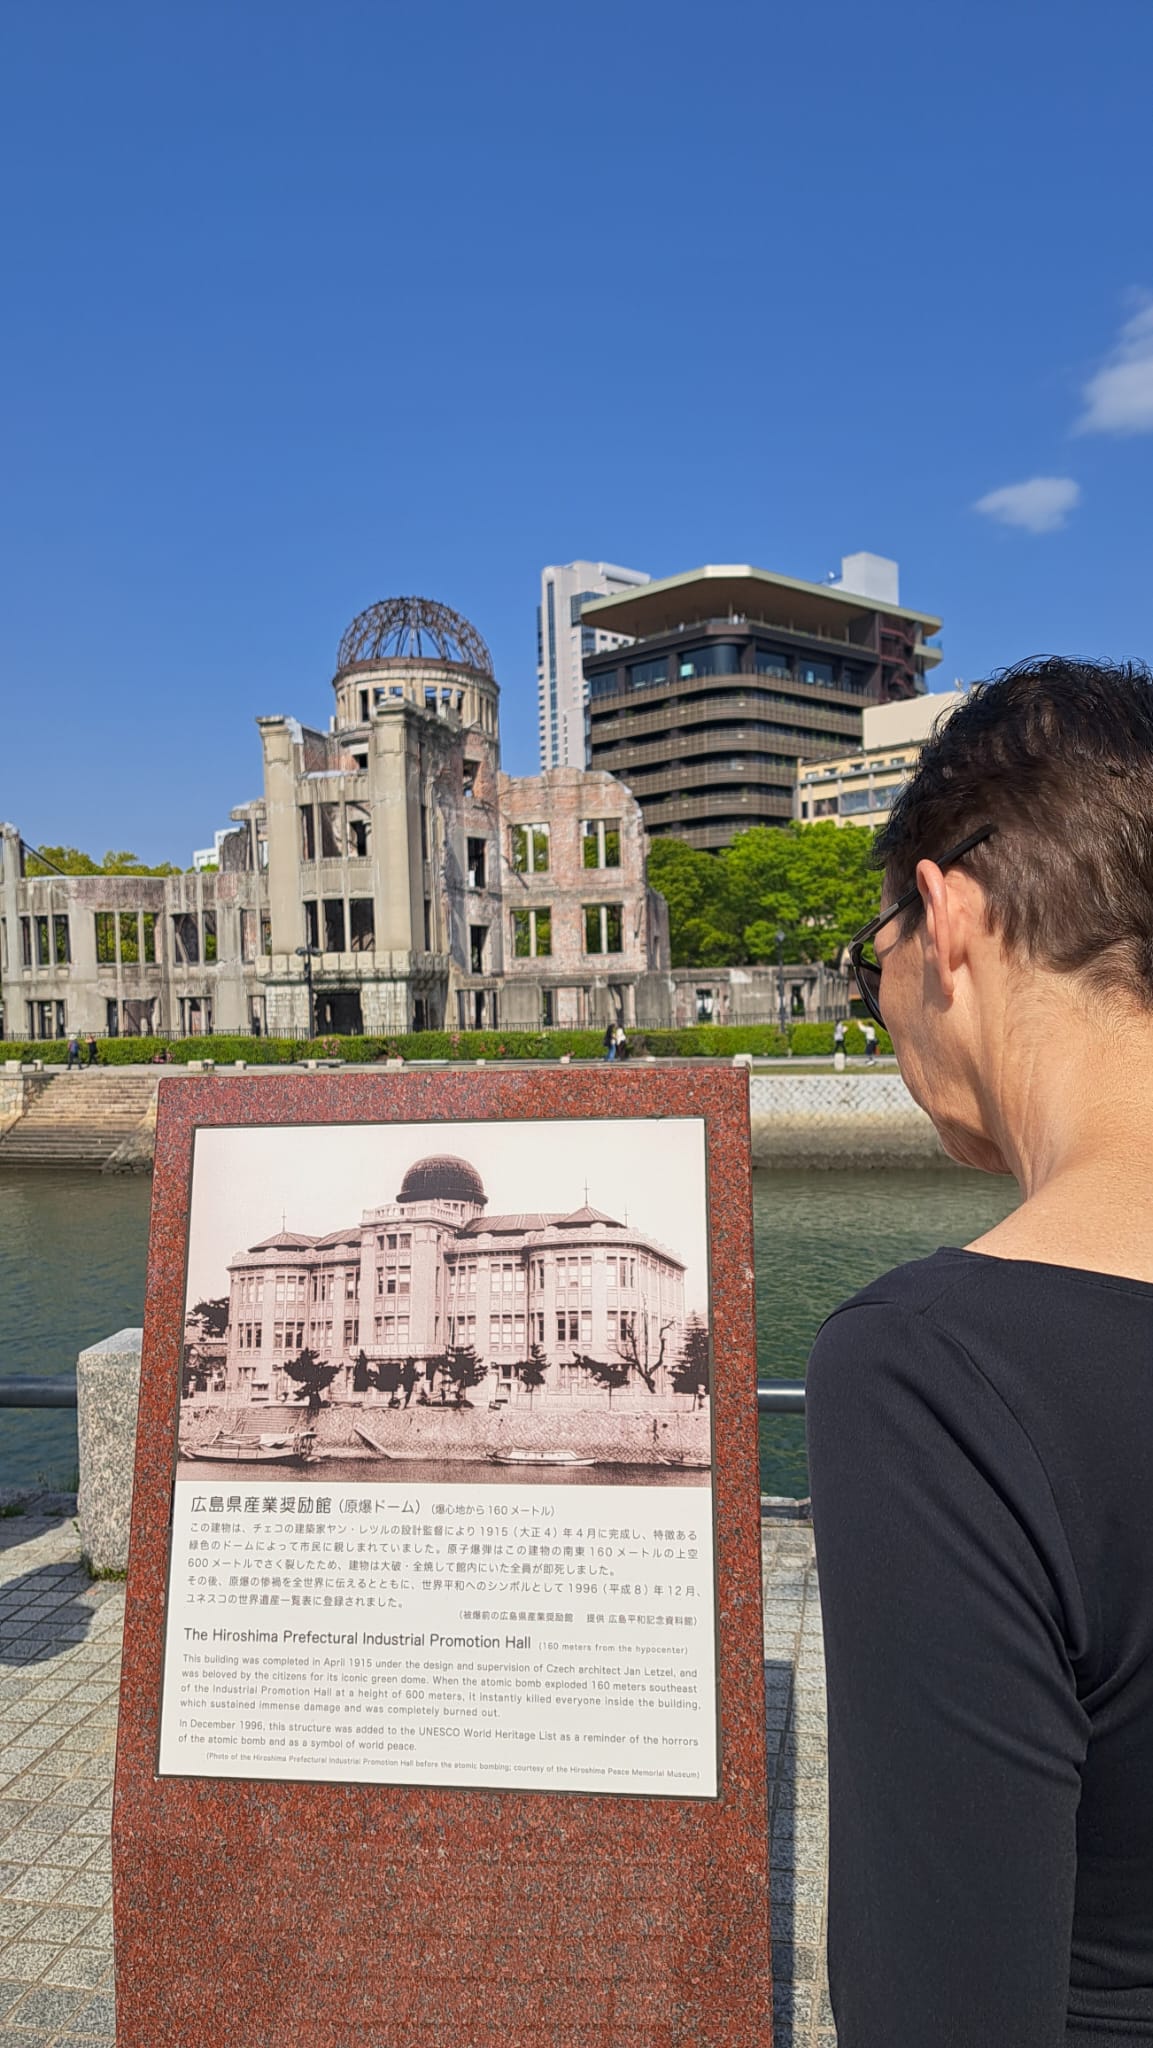 広島県産業奨励館（原爆ドーム）（爆心地から160メートル）
この建物は、チェコの建築家ヤン・レツルの設計監督により1915（大正4）年4月に完成し、特徴ある
緑色のドームによって市民に親しまれていました。原子爆弾はこの建物の南東160メートルの上空
600メートルでさく裂したため、建物は大破・全焼して館内にいた全員が即死しました。
その後、原爆の惨禍を全世界に伝えるとともに、世界平和へのシンボルとして1996（平成8）年12月、
ユネスコの世界遺産一覧表に登録されました。
（被爆前の広島県産業奨励館　提供 広島平和記念資料館）
The Hiroshima Prefectural Industrial Promotion Hall (160 meters from the hypocenter)
This building was completed in April 1915 under the design and supervision of Czech architect Jan Letzel, and
was beloved by the citizens for its iconic green dome. When the atomic bomb exploded 160 meters southeast
of the Industrial Promotion Hall at a height of 600 meters, it instantly killed everyone inside the building,
which sustained immense damage and was completely burned out.
In December 1996, this structure was added to the UNESCO World Heritage List as a reminder of the horrors
of the atomic bomb and as a symbol of world peace.
(Photo of the Hiroshima Prefectural Industrial Promotion Hall before the atomic bombing; courtesy of the Hiroshima Peace Memorial Museum)